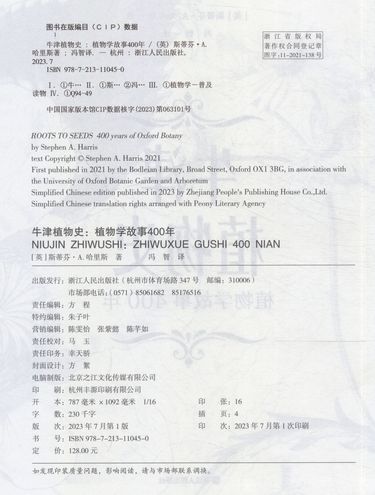 图书在版编目（CIP）数据
牛津植物史：植物学故事400年 /（英）斯蒂芬·A.
哈里斯著；冯智译. — 杭州：浙江人民出版社，
2023.7
ISBN 978-7-213-11045-0
Ⅰ. ①牛… Ⅱ. ①斯… ②冯… Ⅲ. ①植物学－普及
读物 Ⅳ. ①Q94-49
中国国家版本馆CIP数据核字(2023)第063101号
浙江省版权局
著作权合同登记章
图字：11-2021-138号
ROOTS TO SEEDS 400 years of Oxford Botany
by Stephen A. Harris
text Copyright © Stephen A. Harris 2021
First published in 2021 by the Bodleian Library, Broad Street, Oxford OX1 3BG, in association with
the University of Oxford Botanic Garden and Arboretum
Simplified Chinese edition published in 2023 by Zhejiang People's Publishing House Co.,Ltd.
Simplified Chinese translation rights arranged with Peony Literary Agency
牛津植物史：植物学故事400年
NIUJIN ZHIWUSHI: ZHIWUXUE GUSHI 400 NIAN
［英］斯蒂芬·A.哈里斯 著 冯 智 译
出版发行：浙江人民出版社（杭州市体育场路347号 邮编：310006）
市场部电话：(0571) 85061682 85176516
责任编辑：方 程
特约编辑：朱子叶
营销编辑：陈雯怡 张紫懿 陈芊如
责任校对：马 玉
责任印务：幸天骄
封面设计：方 絮
电脑制版：北京之江文化传媒有限公司
印 刷：杭州丰源印刷有限公司
开 本：787毫米×1092毫米 1/16 印 张：16
字 数：230千字 插 页：4
版 次：2023年7月第1版 印 次：2023年7月第1次印刷
书 号：ISBN 978-7-213-11045-0
定 价：128.00元
如发现印装质量问题，影响阅读，请与市场部联系调换。